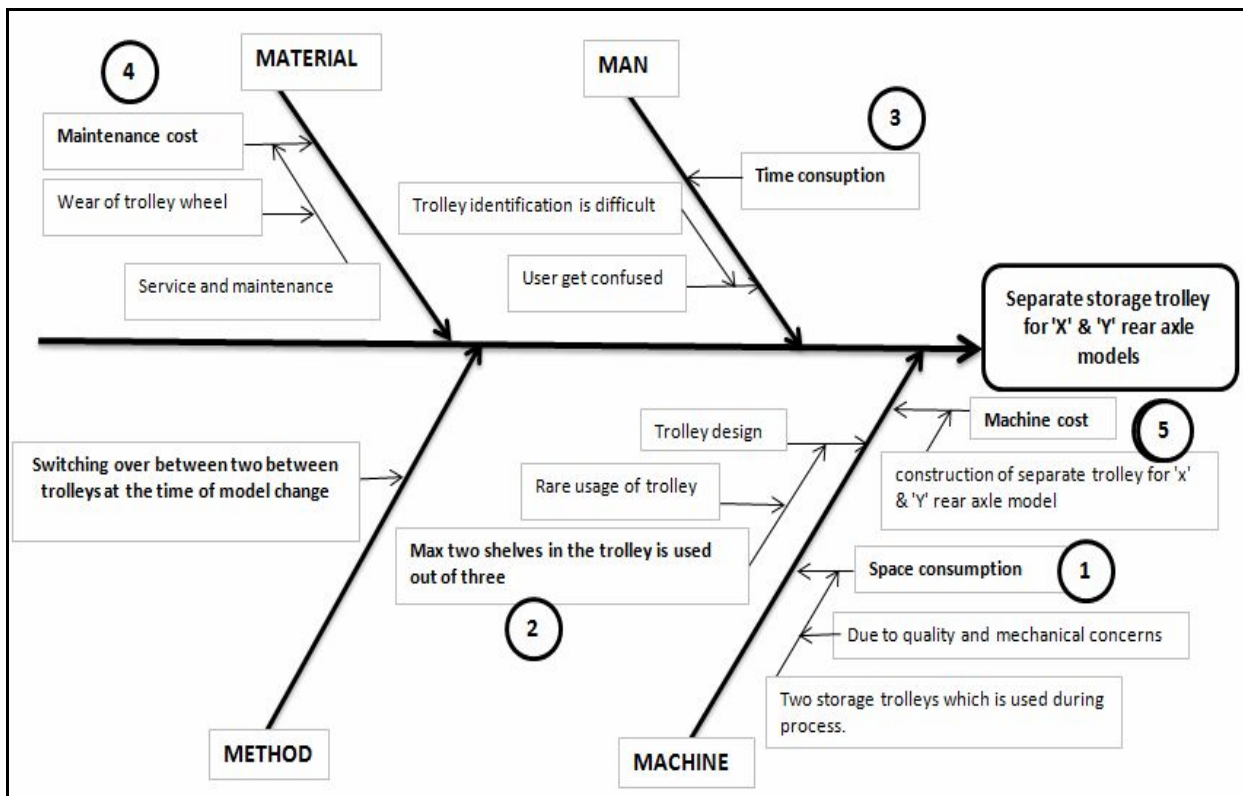 MATERIAL
MAN
4
3
Maintenance cost
Time consuption
Wear of trolley wheel
Trolley identification is difficult
Service and maintenance
User get confused
Separate storage trolley
for 'X' & 'Y' rear axle
models
Switching over between two between
trolleys at the time of model change
Trolley design
Machine cost
5
Rare usage of trolley
construction of separate trolley for 'x'
& 'Y' rear axle model
Max two shelves in the trolley is used
out of three
2
Space consumption
1
Due to quality and mechanical concerns
Two storage trolleys which is used during
process.
METHOD
MACHINE